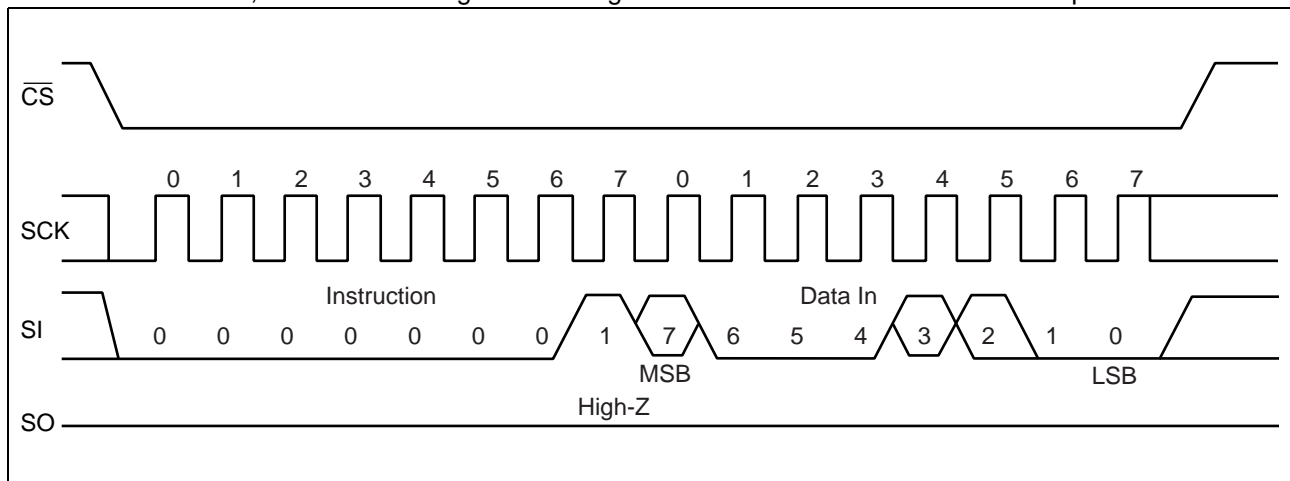 CS
0 1 2 3 4 5 6 7 0 1 2 3 4 5 6 7
SCK
Instruction Data In
SI 0 0 0 0 0 0 0 1 7 6 5 4 3 2 1 0
MSB LSB
High-Z
SO